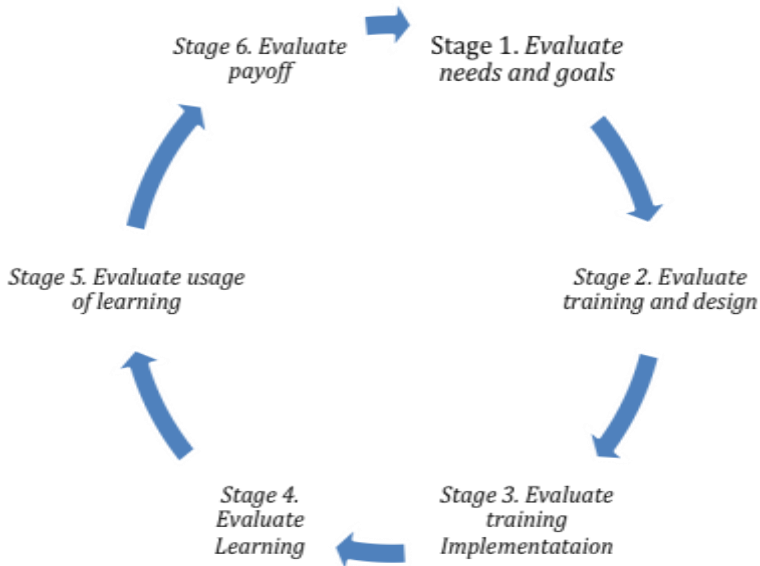 Stage 1. Evaluate
needs and goals
Stage 2. Evaluate
training and design
Stage 3. Evaluate
training
Implementataion
Stage 4.
Evaluate
Learning
Stage 5. Evaluate usage
of learning
Stage 6. Evaluate
payoff